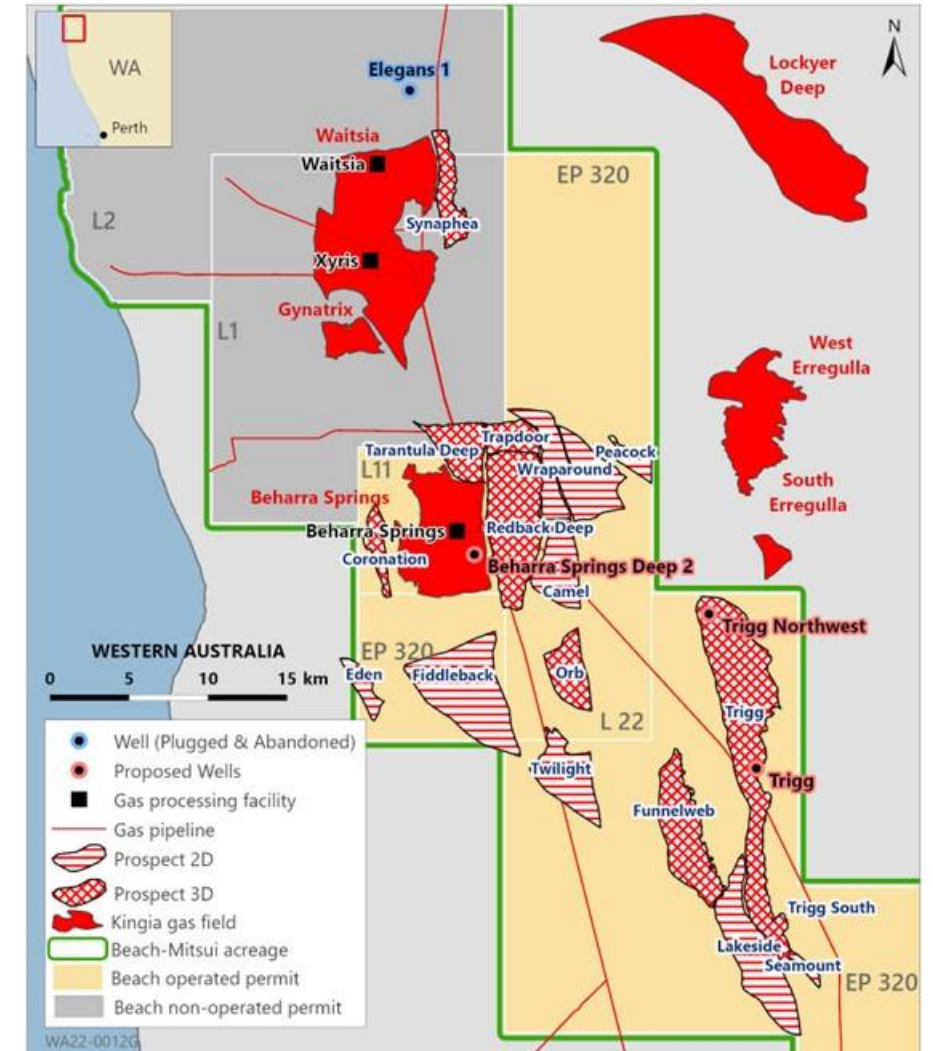 WA
Perth
Elegans 1
N
Lockyer
Deep
Waitsia
Waitsia
EP 320
L2
Synaphea
Xyris
Gynatrix
L1
West
Erregulla
Trapdoor
Tarantula Deep
Peacock
Wraparound
L11
South
Erregulla
Beharra Springs
Beharra Springs
Redback Deep
Coronation
Beharra Springs Deep 2
Camel
Trigg Northwest
WESTERN AUSTRALIA
EP 320
0 5 10 15 km
Eden
Fiddleback
Orb
Trigg
L 22
Twilight
Trigg
Funnelweb
Trigg South
Lakeside
Seamount
EP 320
Well (Plugged & Abandoned)
Proposed Wells
Gas processing facility
Gas pipeline
Prospect 2D
Prospect 3D
Kingia gas field
Beach-Mitsui acreage
Beach operated permit
Beach non-operated permit
WA22-0012G